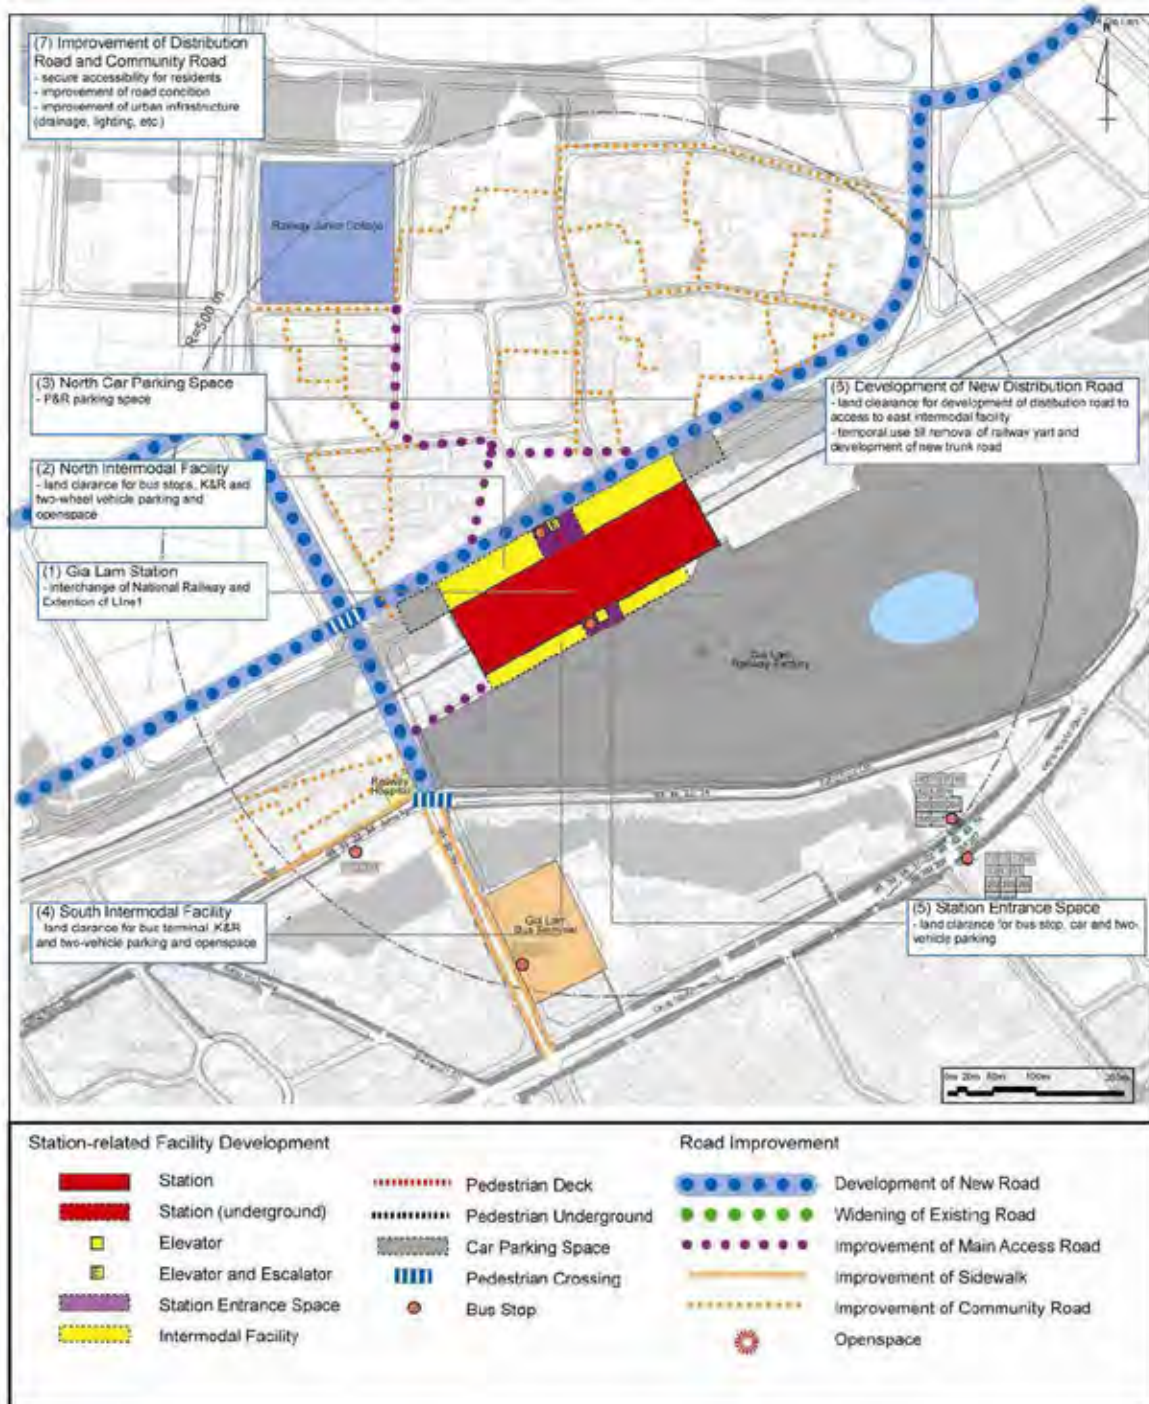 (7) Improvement of Distribution
Road and Community Road
- secure accessibility for residents
- improvement of road condition
- improvement of urban infrastructure
(drainage, lighting, etc.)
Railway Junior College
R=500 m
(3) North Car Parking Space
- P&R parking space
(2) North Intermodal Facility
- land clarance for bus stops, K&R and
two-wheel vehicle parking and
openspace
(1) Gia Lam Station
- interchange of National Railway and
Extention of Line1
(6) Development of New Distribution Road
- land clearance for development of distibution road to
access to east intermodal facility
- temporal use till removal of railway yart and
development of new trunk road
Gia Lam
Railway Factory
Railway
Hospital
(4) South Intermodal Facility
- land clarance for bus terminal, K&R
and two-vehicle parking and openspace
Gia Lam
Bus Terminal
(5) Station Entrance Space
- land clarance for bus stop, car and two-
vehicle parking
0m 20m 50m 100m 200m
Station-related Facility Development
Station
Station (underground)
Elevator
Elevator and Escalator
Station Entrance Space
Intermodal Facility
Pedestrian Deck
Pedestrian Underground
Car Parking Space
Pedestrian Crossing
Bus Stop
Road Improvement
Development of New Road
Widening of Existing Road
Improvement of Main Access Road
Improvement of Sidewalk
Improvement of Community Road
Openspace